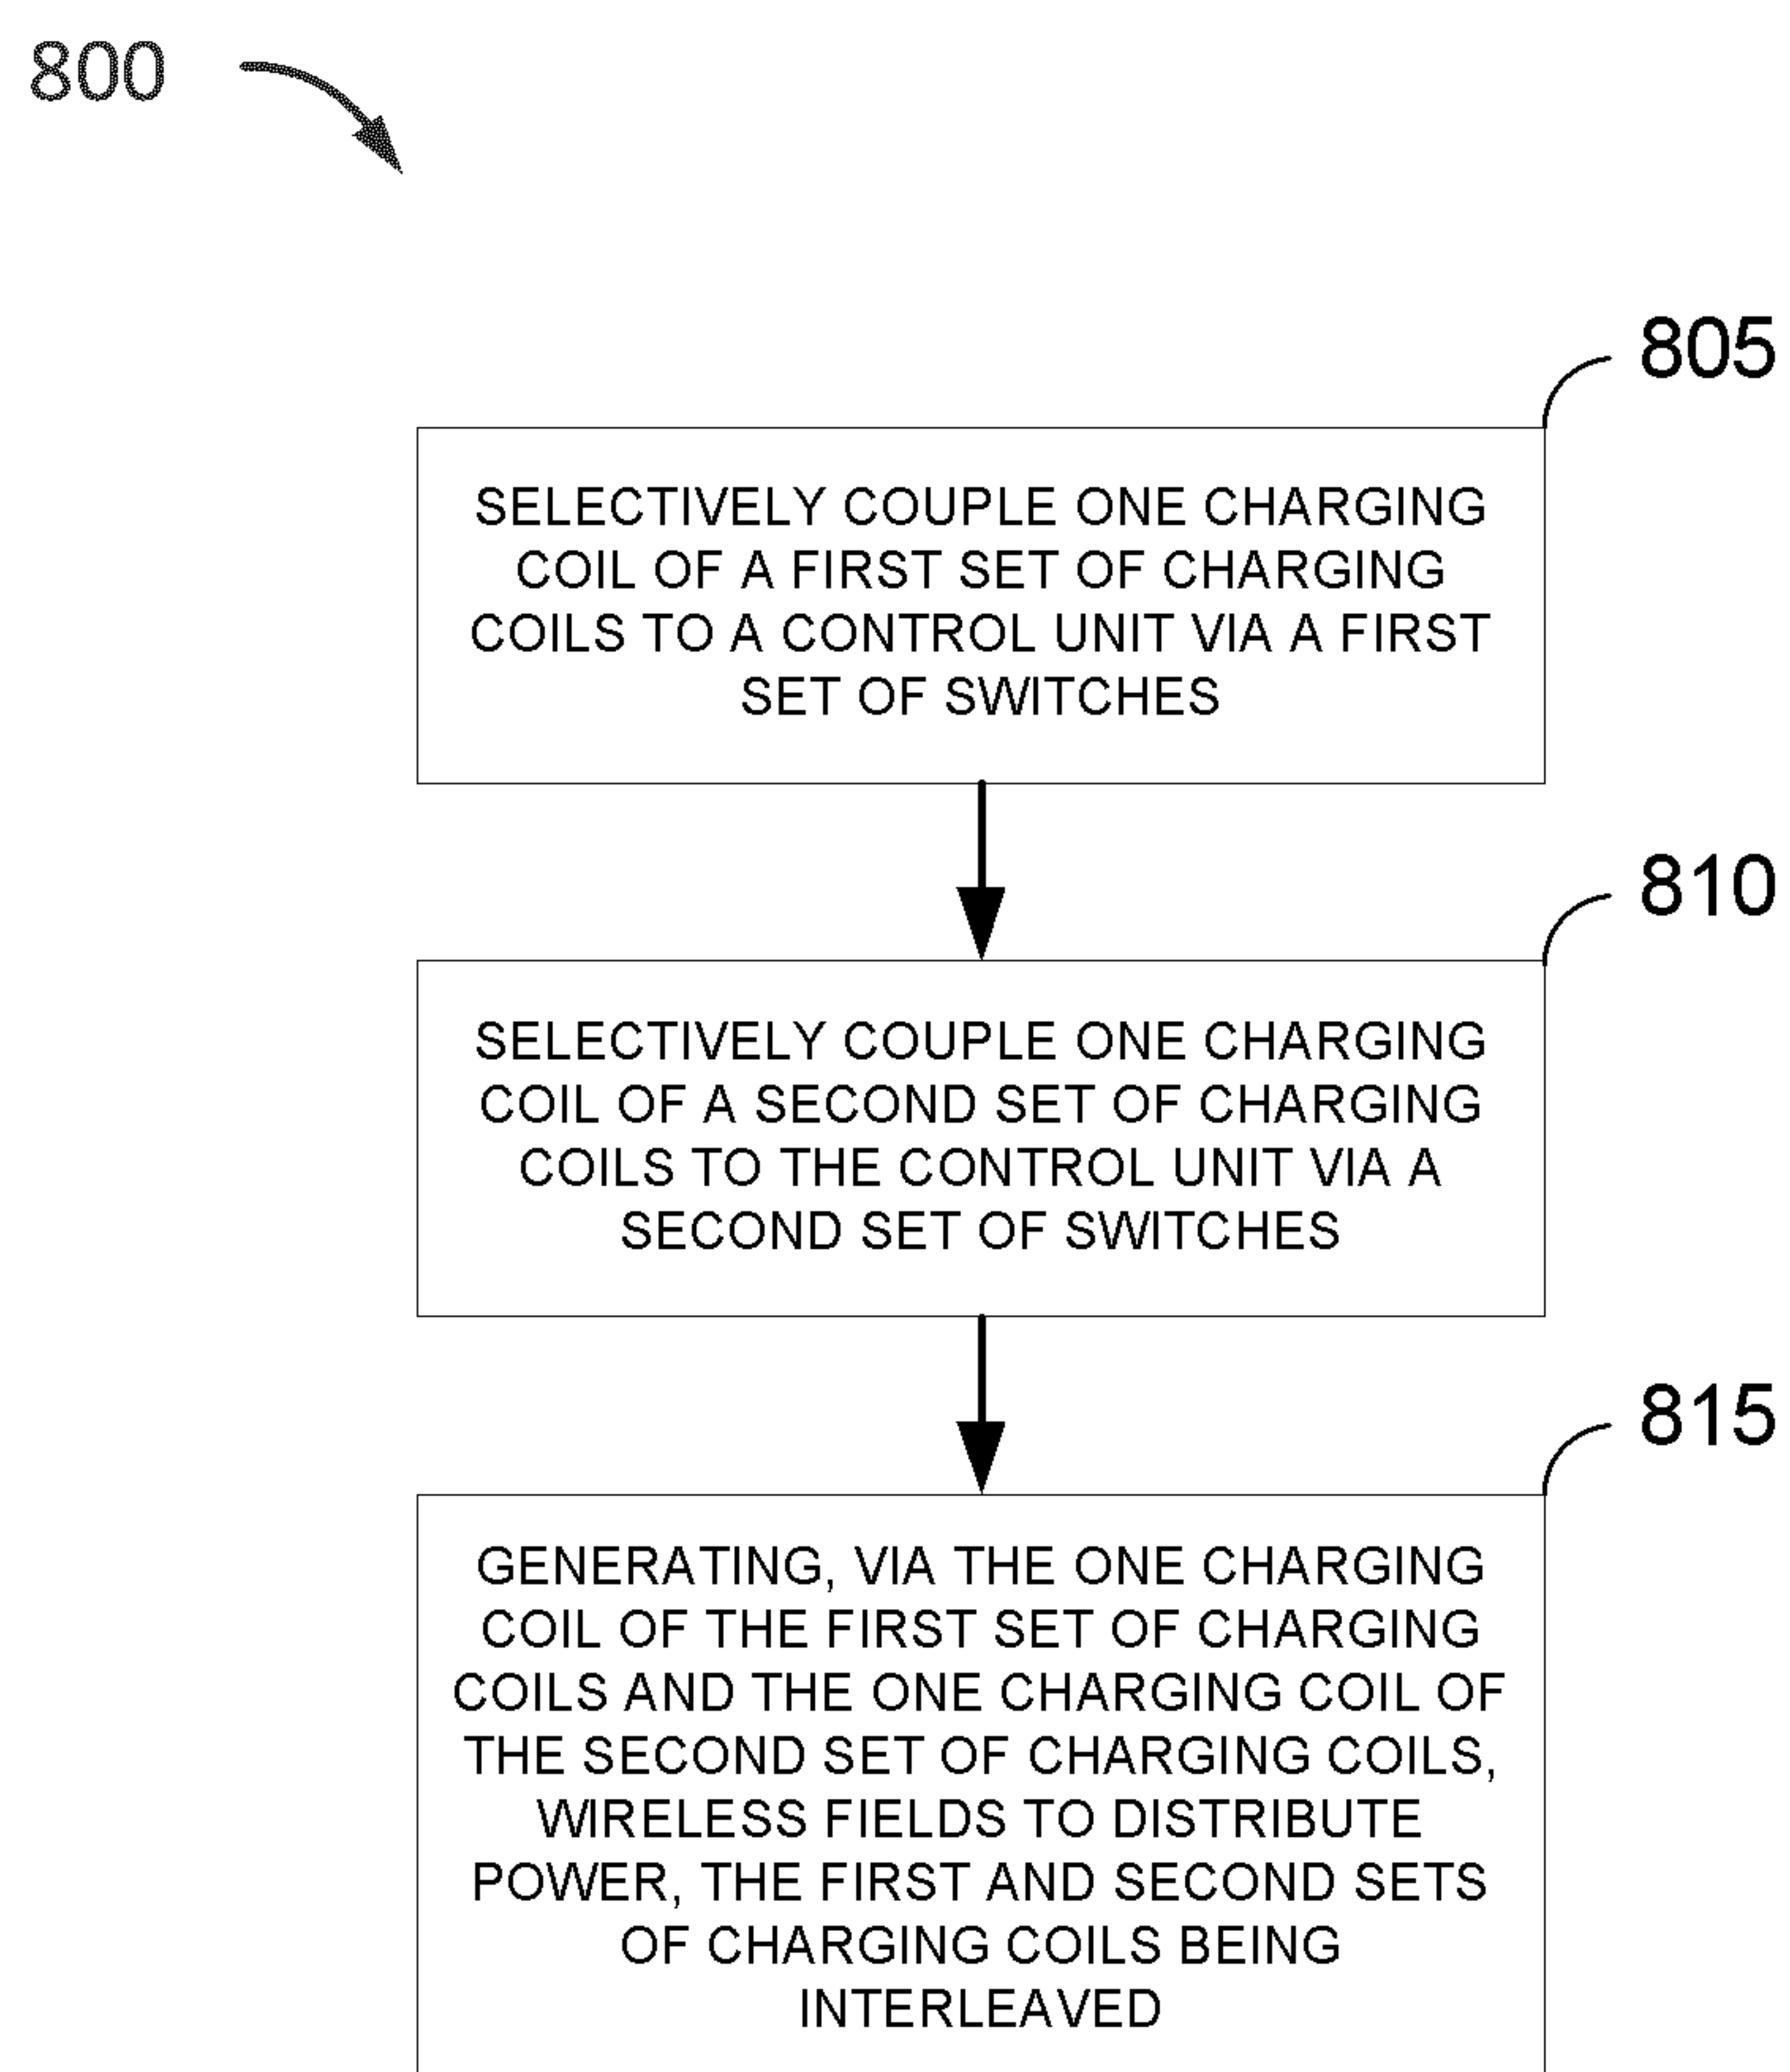 800
805
SELECTIVELY COUPLE ONE CHARGING
COIL OF A FIRST SET OF CHARGING
COILS TO A CONTROL UNIT VIA A FIRST
SET OF SWITCHES
810
SELECTIVELY COUPLE ONE CHARGING
COIL OF A SECOND SET OF CHARGING
COILS TO THE CONTROL UNIT VIA A
SECOND SET OF SWITCHES
815
GENERATING, VIA THE ONE CHARGING
COIL OF THE FIRST SET OF CHARGING
COILS AND THE ONE CHARGING COIL OF
THE SECOND SET OF CHARGING COILS,
WIRELESS FIELDS TO DISTRIBUTE
POWER, THE FIRST AND SECOND SETS
OF CHARGING COILS BEING
INTERLEAVED